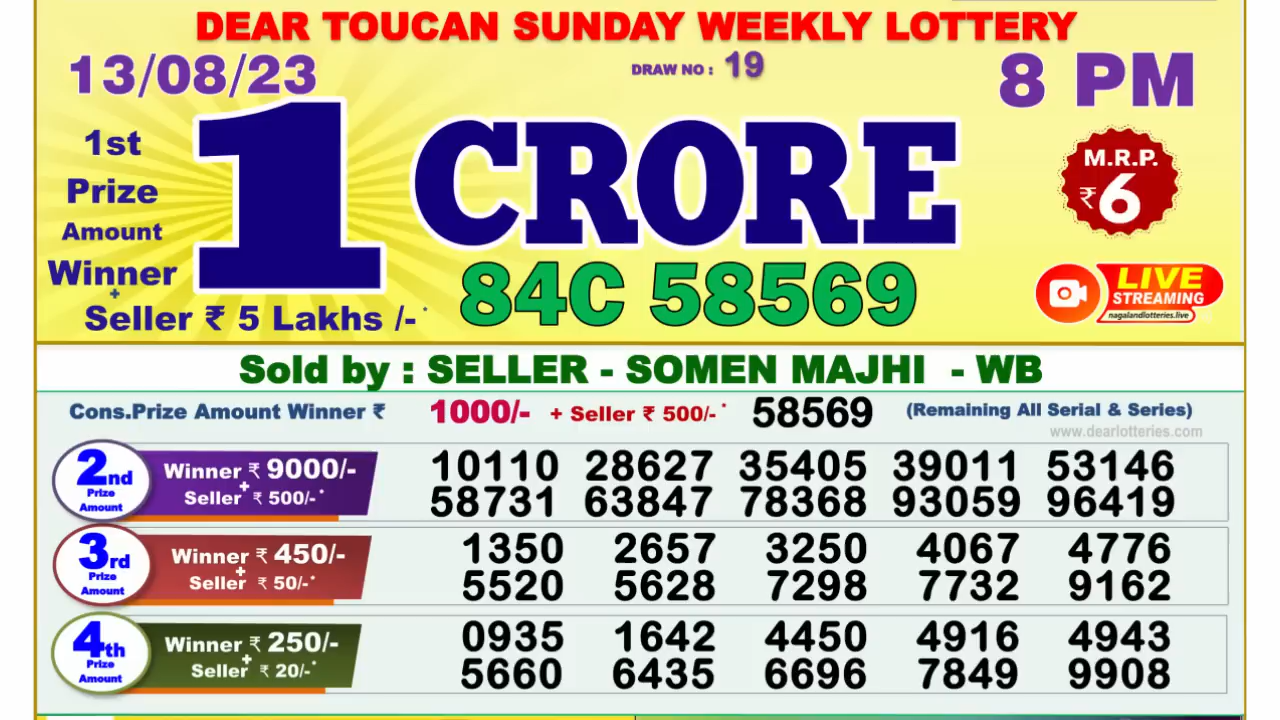 DEAR TOUCAN SUNDAY WEEKLY LOTTERY
13/08/23
DRAW NO : 19
8 PM
1st
Prize
Amount
Winner
+
Seller ₹ 5 Lakhs /-*
1 CRORE
84C 58569
M.R.P.
₹ 6
LIVE
STREAMING
nagalandlotteries.live
Sold by : SELLER - SOMEN MAJHI - WB
Cons.Prize Amount Winner ₹ 1000/- + Seller ₹ 500/-* 58569 (Remaining All Serial & Series)
www.dearlotteries.com
2nd
Prize
Amount
Winner ₹ 9000/-
+
Seller ₹ 500/-*
10110 28627 35405 39011 53146
58731 63847 78368 93059 96419
3rd
Prize
Amount
Winner ₹ 450/-
+
Seller ₹ 50/-*
1350 2657 3250 4067 4776
5520 5628 7298 7732 9162
4th
Prize
Amount
Winner ₹ 250/-
+
Seller ₹ 20/-*
0935 1642 4450 4916 4943
5660 6435 6696 7849 9908